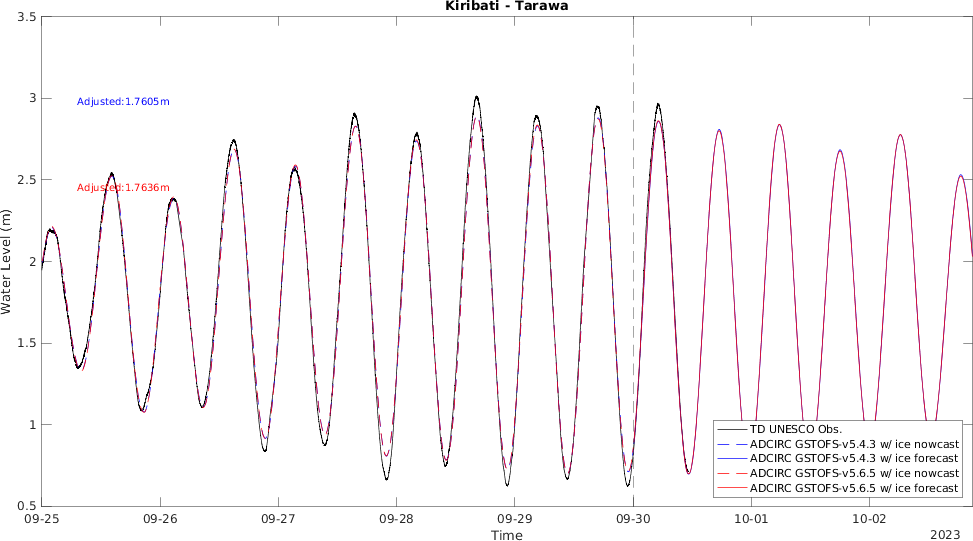 Kiribati - Tarawa
3.5
3
2.5
2
1.5
1
0.5
Water Level (m)
Adjusted:1.7605m
Adjusted:1.7636m
TD UNESCO Obs.
ADCIRC GSTOFS-v5.4.3 w/ ice nowcast
ADCIRC GSTOFS-v5.4.3 w/ ice forecast
ADCIRC GSTOFS-v5.6.5 w/ ice nowcast
ADCIRC GSTOFS-v5.6.5 w/ ice forecast
09-25 09-26 09-27 09-28 09-29 09-30 10-01 10-02
Time
2023